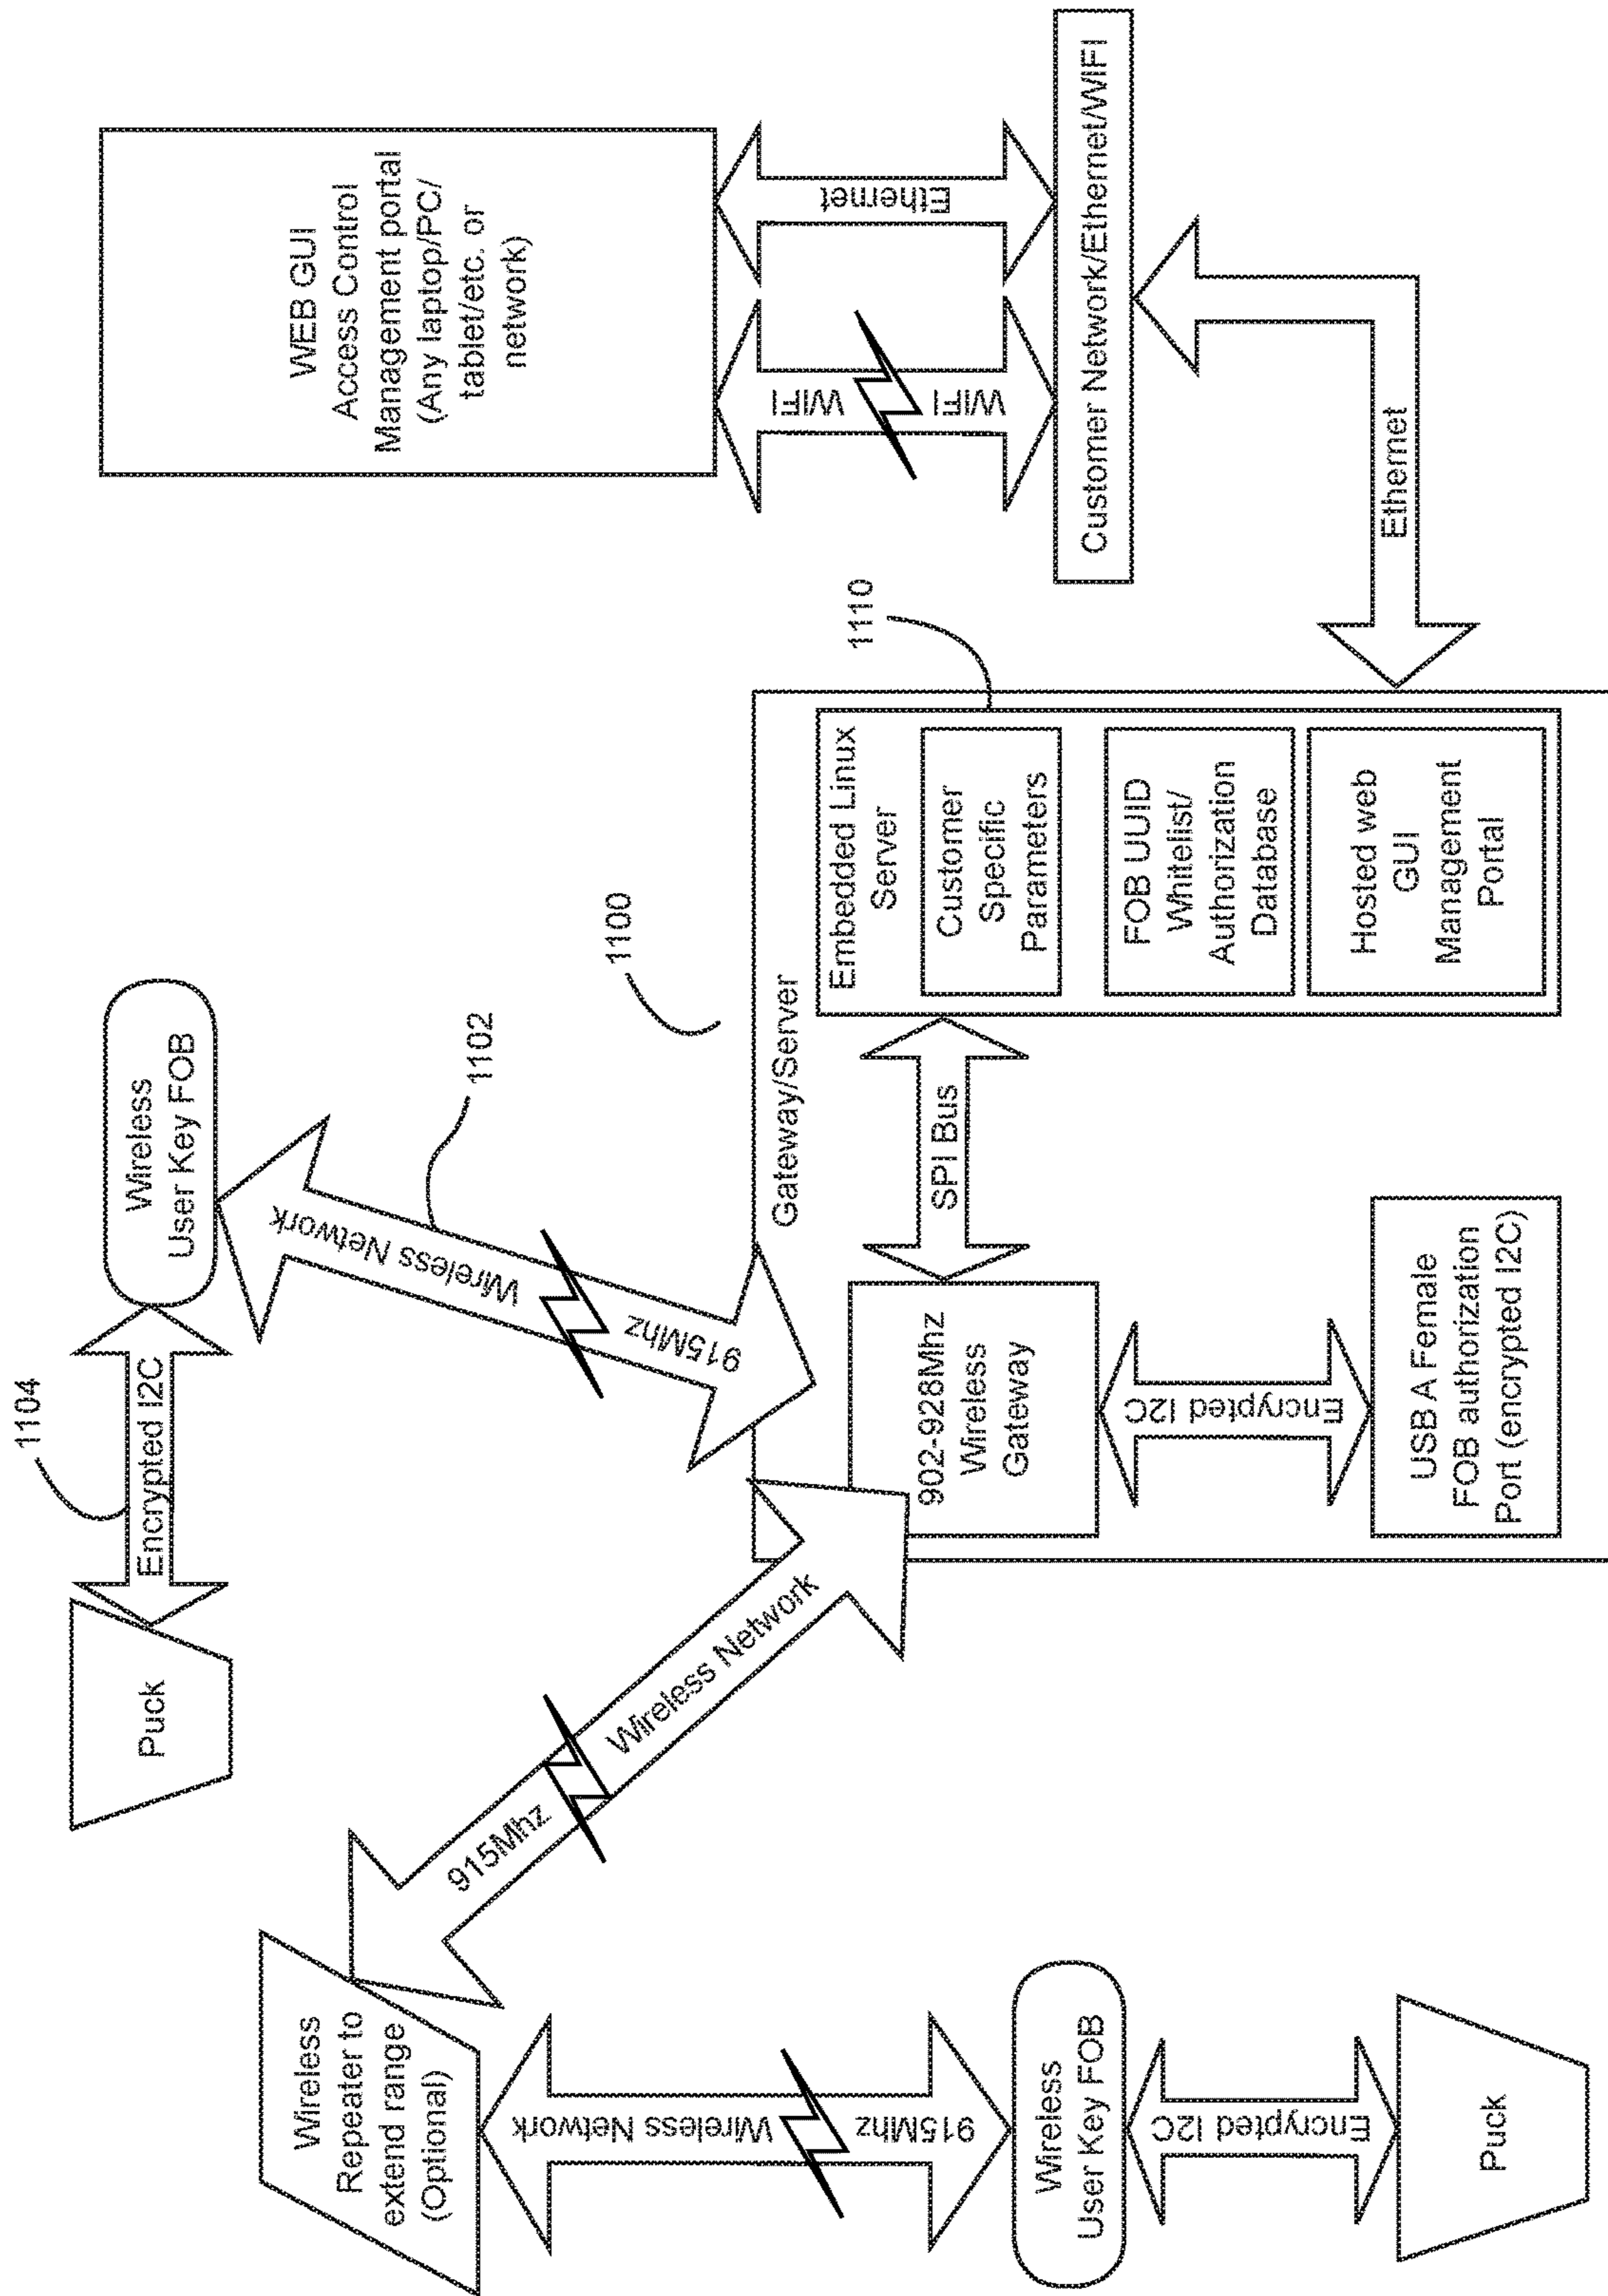 1104
Puck
Encrypted I2C
Wireless
User Key FOB
Wireless Network
915Mhz
1102
Wireless
Repeater to
extend range
(Optional)
915Mhz
Wireless Network
Wireless Network
915Mhz
Wireless
User Key FOB
Encrypted I2C
Puck
1100
Gateway/Server
902-928Mhz
Wireless
Gateway
SPI Bus
Encrypted I2C
USB A Female
FOB authorization
Port (encrypted I2C)
1110
Embedded Linux
Server
Customer
Specific
Parameters
FOB UUID
Whitelist/
Authorization
Database
Hosted web
GUI
Management
Portal
WEB GUI
Access Control
Management portal
(Any laptop/PC/
tablet/etc. or
network)
WIFI
WIFI
Ethernet
Customer Network/Ethernet/WIFI
Ethernet